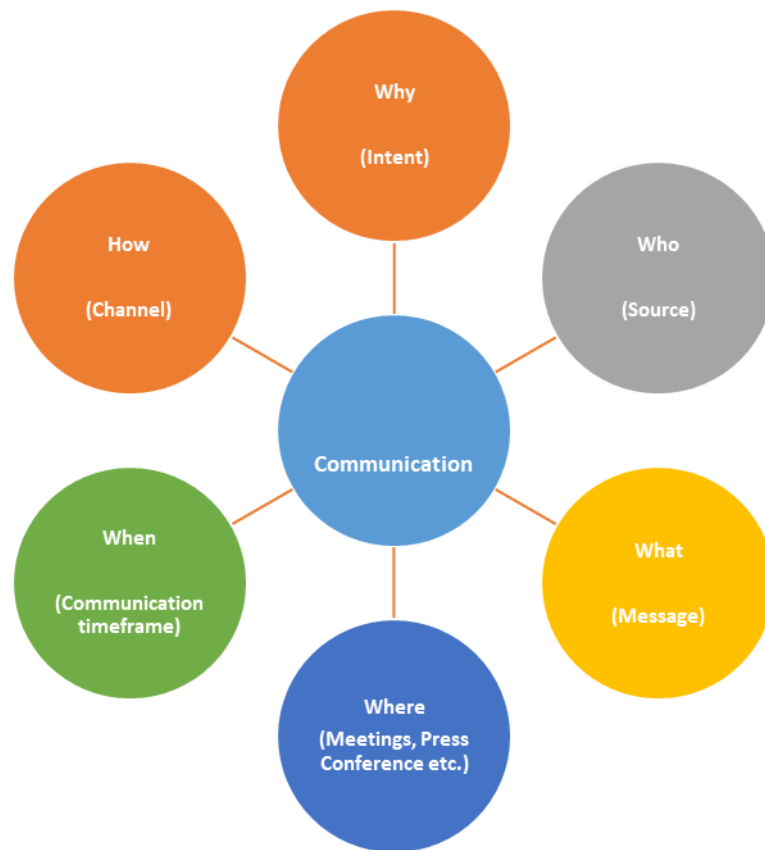 Why
(Intent)
How
(Channel)
Who
(Source)
Communication
When
(Communication
timeframe)
What
(Message)
Where
(Meetings, Press
Conference etc.)